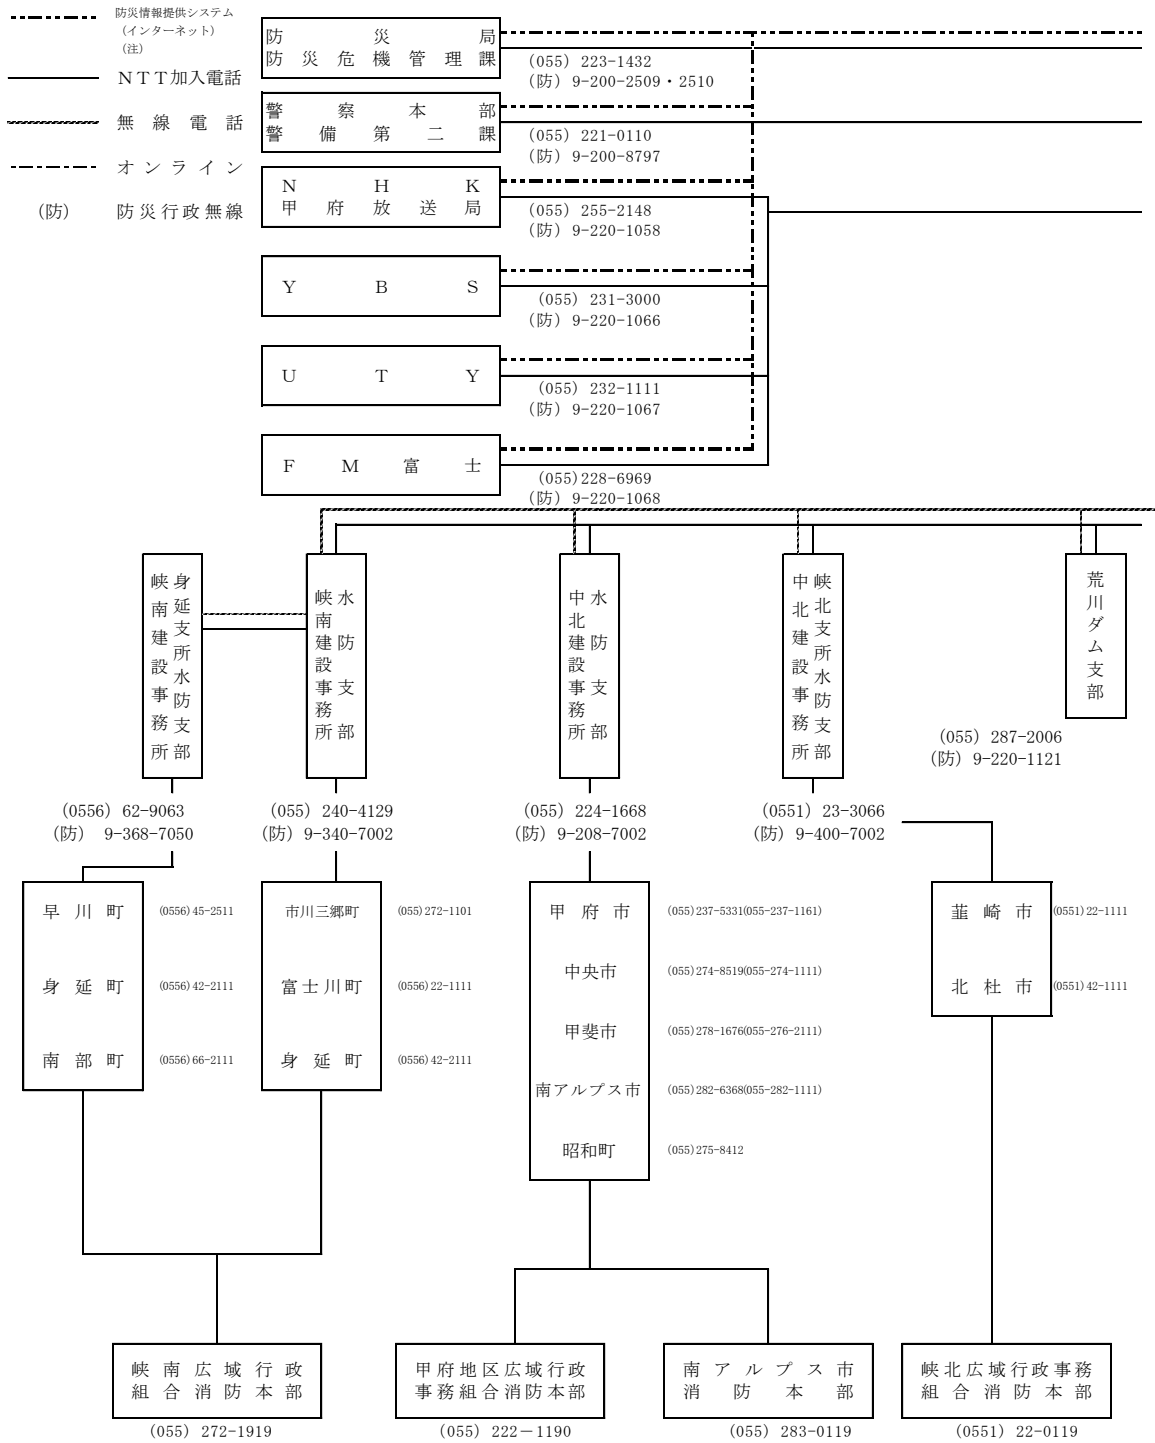 防災情報提供システム
（インターネット）
（注）
ＮＴＴ加入電話
無線電話
オンライン
（防）　防災行政無線
防災局
防災危機管理課
（055）223-1432
（防）9-200-2509・2510
警察本部
警備第二課
（055）221-0110
（防）9-200-8797
ＮＨＫ
甲府放送局
（055）255-2148
（防）9-220-1058
ＹＢＳ
（055）231-3000
（防）9-220-1066
ＵＴＹ
（055）232-1111
（防）9-220-1067
ＦＭ富士
（055）228-6969
（防）9-220-1068
峡南建設事務所
身延支所水防支部
峡南建設事務所
水防支部
中北建設事務所
水防支部
中北建設事務所
峡北支所水防支部
荒川ダム支部
（055）287-2006
（防）9-220-1121
（0556）62-9063
（防）　9-368-7050
（055）240-4129
（防）9-340-7002
（055）224-1668
（防）9-208-7002
（0551）23-3066
（防）9-400-7002
早川町 (0556)45-2511
身延町 (0556)42-2111
南部町 (0556)66-2111
市川三郷町 (055)272-1101
富士川町 (0556)22-1111
身延町 (0556)42-2111
甲府市 (055)237-5331(055-237-1161)
中央市 (055)274-8519(055-274-1111)
甲斐市 (055)278-1676(055-276-2111)
南アルプス市 (055)282-6368(055-282-1111)
昭和町 (055)275-8412
韮崎市 (0551)22-1111
北杜市 (0551)42-1111
峡南広域行政
組合消防本部
（055）272-1919
甲府地区広域行政
事務組合消防本部
（055）222－1190
南アルプス市
消防本部
（055）283-0119
峡北広域行政事務
組合消防本部
（0551）22-0119